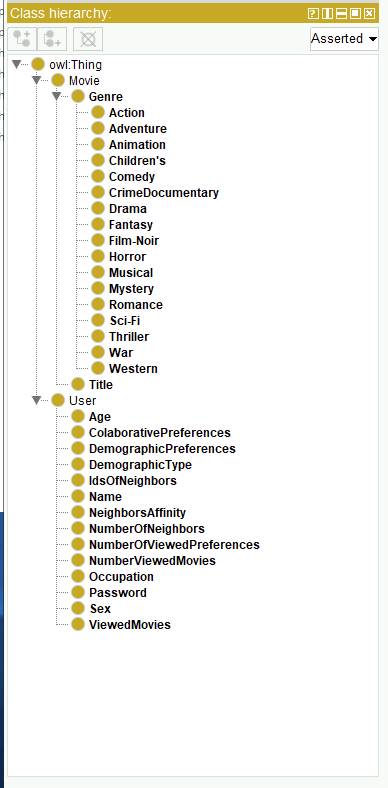 Class hierarchy:
Asserted
owl:Thing
Movie
Genre
Action
Adventure
Animation
Children's
Comedy
CrimeDocumentary
Drama
Fantasy
Film-Noir
Horror
Musical
Mystery
Romance
Sci-Fi
Thriller
War
Western
Title
User
Age
ColaborativePreferences
DemographicPreferences
DemographicType
IdsOfNeighbors
Name
NeighborsAffinity
NumberOfNeighbors
NumberOfViewedPreferences
NumberViewedMovies
Occupation
Password
Sex
ViewedMovies